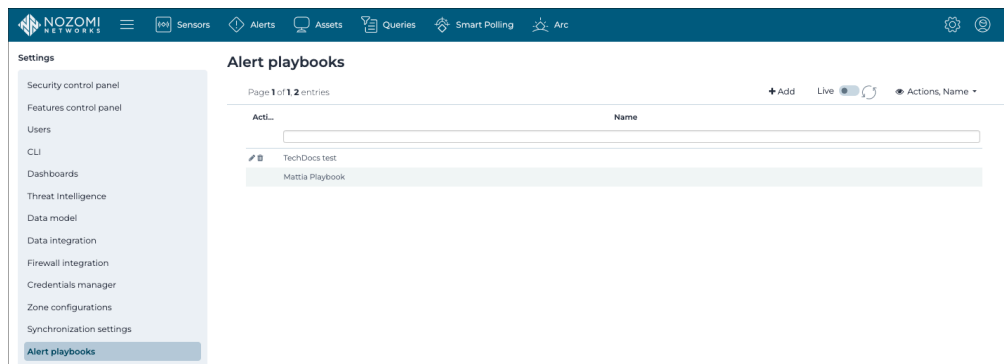 NOZOMI NETWORKS Sensors Alerts Assets Queries Smart Polling Arc
Settings
Alert playbooks
Security control panel
Page 1 of 1, 2 entries +Add Live Actions, Name
Features control panel
Acti... Name
Users
CLI
TechDocs test
Dashboards
Mattia Playbook
Threat Intelligence
Data model
Data integration
Firewall integration
Credentials manager
Zone configurations
Synchronization settings
Alert playbooks